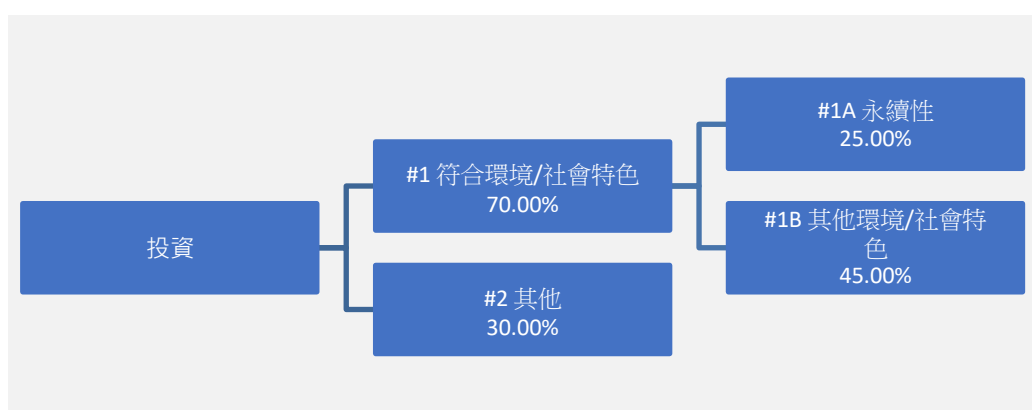 投資
#1 符合環境/社會特色
70.00%
#2 其他
30.00%
#1A 永續性
25.00%
#1B 其他環境/社會特
色
45.00%